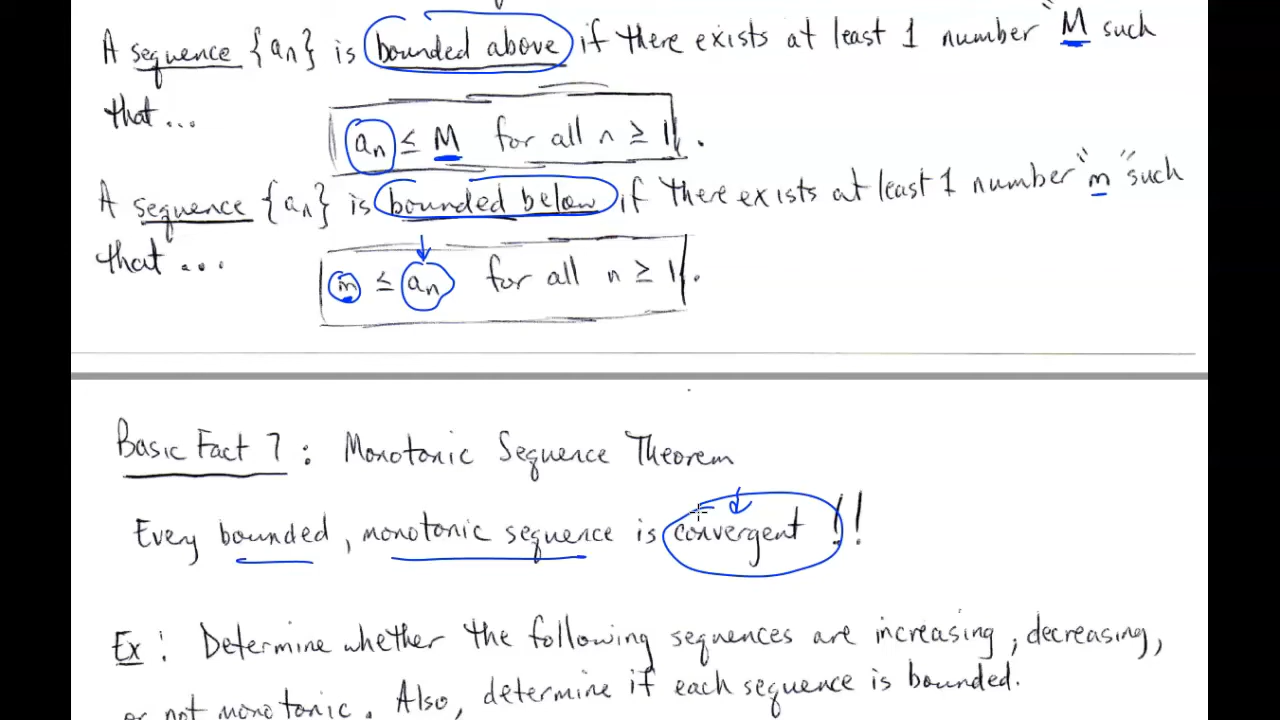 A sequence {aₙ} is bounded above if there exists at least 1 number "M such
that...
aₙ ≤ M for all n ≥ 1.
A sequence {aₙ} is bounded below if there exists at least 1 number "m" such
that...
m ≤ aₙ for all n ≥ 1.
Basic Fact 7: Monotonic Sequence Theorem
Every bounded, monotonic sequence is convergent!!
Ex: Determine whether the following sequences are increasing, decreasing,
or not monotonic. Also, determine if each sequence is bounded.